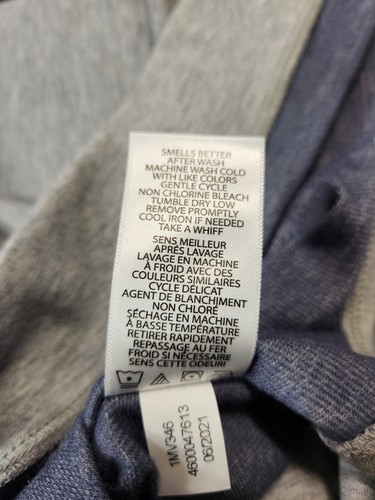 SMELLS BETTER
AFTER WASH
MACHINE WASH COLD
WITH LIKE COLORS
GENTLE CYCLE
NON CHLORINE BLEACH
TUMBLE DRY LOW
REMOVE PROMPTLY
COOL IRON IF NEEDED
TAKE A WHIFF
SENS MEILLEUR
APRÉS LAVAGE
LAVAGE EN MACHINE
À FROID AVEC DES
COULEURS SIMILAIRES
CYCLE DÉLICAT
AGENT DE BLANCHIMENT
NON CHLORÉ
SÉCHAGE EN MACHINE
À BASSE TEMPÉRATURE
RETIRER RAPIDEMENT
REPASSAGE AU FER
FROID SI NÉCESSAIRE
SENS CETTE ODEUR!
1MV346
4600047613
06/2021